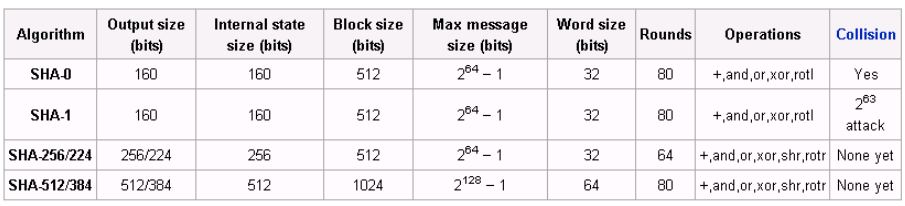 Algorithm Output size (bits) Internal state size (bits) Block size (bits) Max message size (bits) Word size (bits) Rounds Operations Collision
SHA-0 160 160 512 2^64 − 1 32 80 +,and,or,xor,rotl Yes
SHA-1 160 160 512 2^64 − 1 32 80 +,and,or,xor,rotl 2^63 attack
SHA-256/224 256/224 256 512 2^64 − 1 32 64 +,and,or,xor,shr,rotr None yet
SHA-512/384 512/384 512 1024 2^128 − 1 64 80 +,and,or,xor,shr,rotr None yet